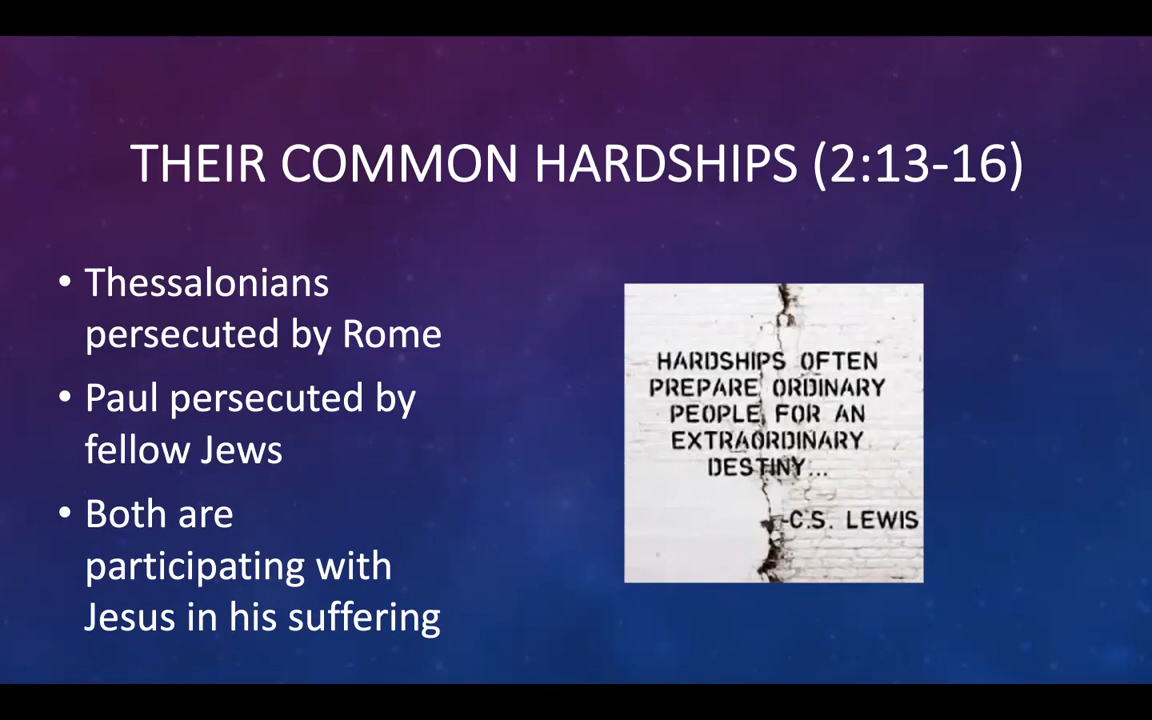 THEIR COMMON HARDSHIPS (2:13-16)
• Thessalonians
persecuted by Rome
• Paul persecuted by
fellow Jews
• Both are
participating with
Jesus in his suffering
HARDSHIPS OFTEN
PREPARE ORDINARY
PEOPLE FOR AN
EXTRAORDINARY
DESTINY...
-C.S. LEWIS